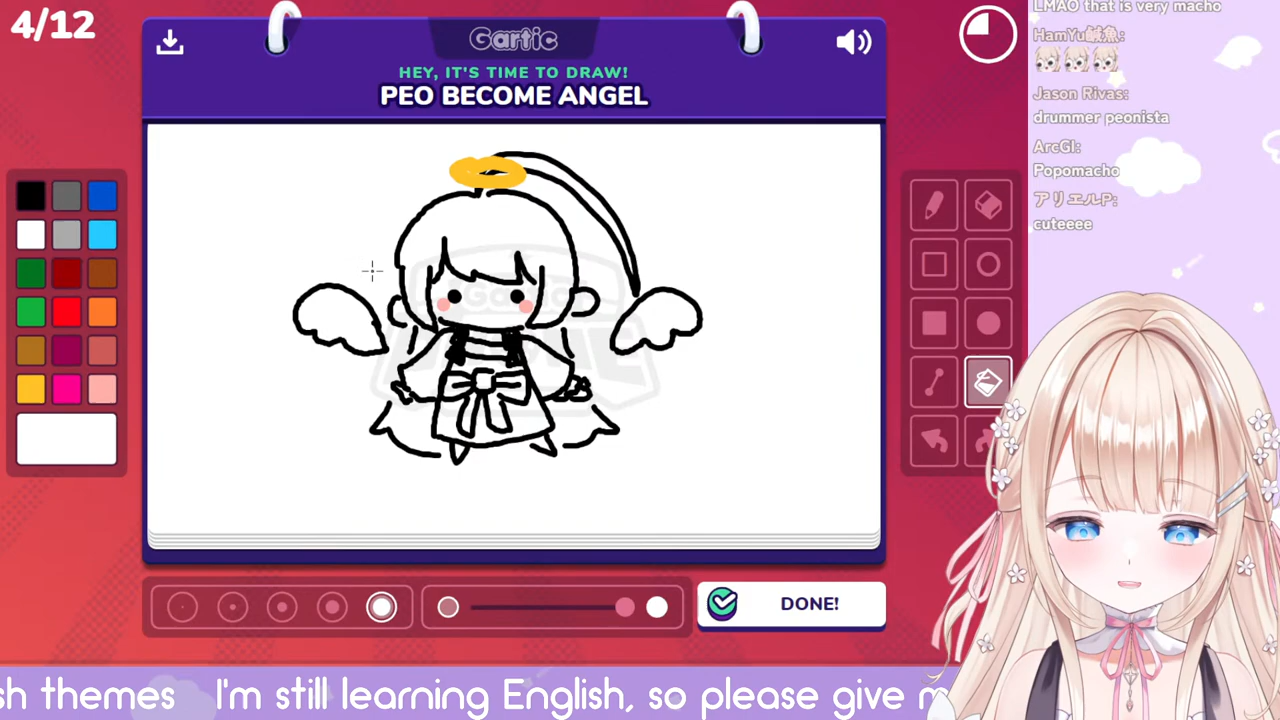 4/12
Gartic
HEY, IT'S TIME TO DRAW!
PEO BECOME ANGEL
LMAO that is very macho
HamYu鹹魚:
Jason Rivas:
drummer peonista
ArcGl:
Popomacho
アリエルP:
cuteeee
DONE!
sh themes I'm still learning English, so please give m